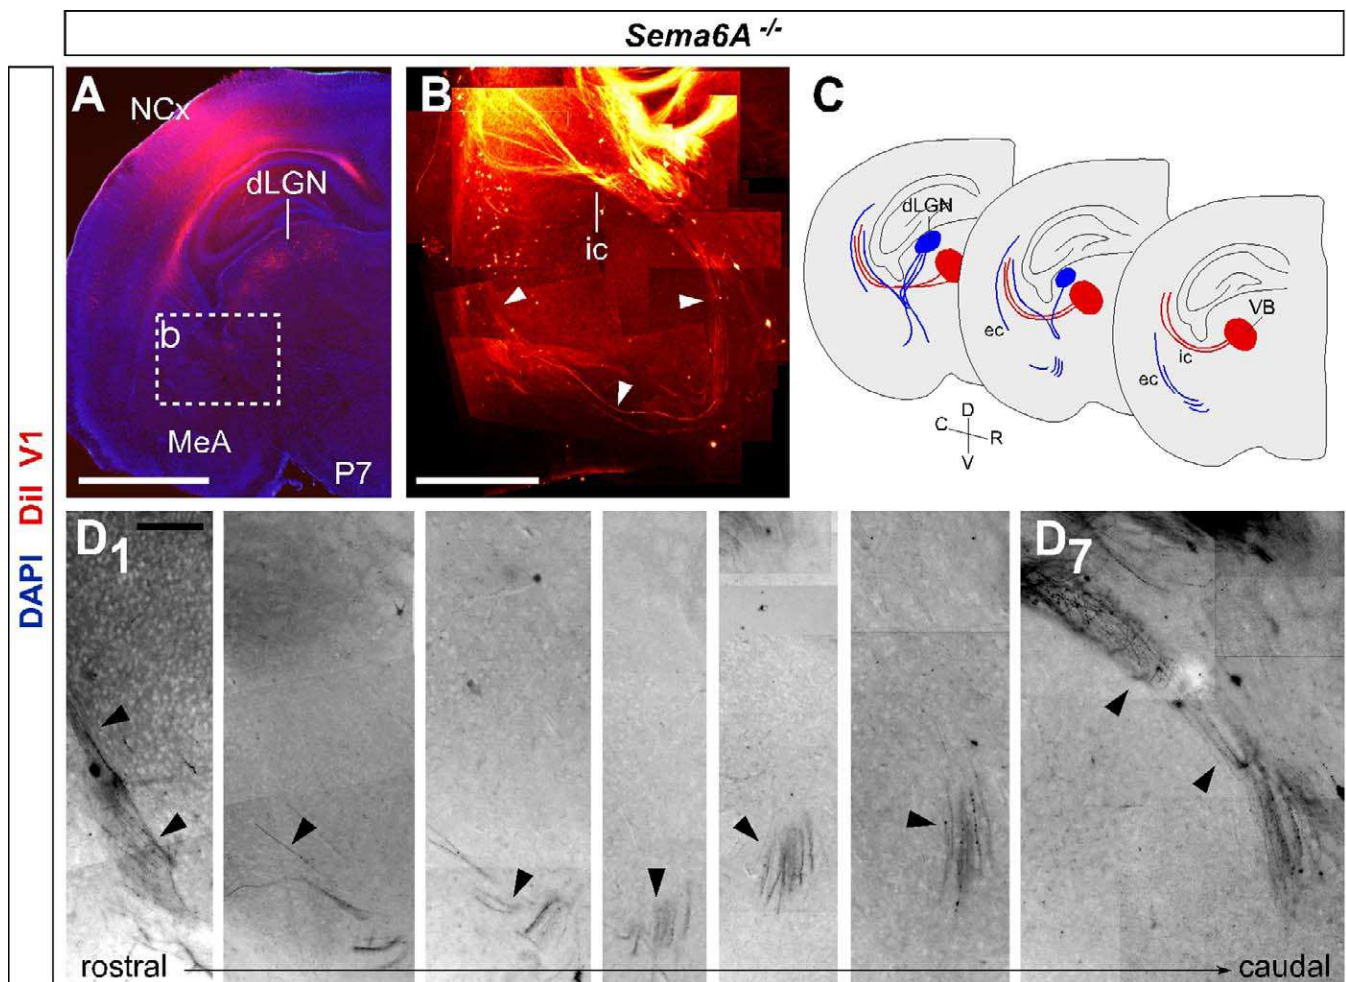 Sema6A -/-
DAPI DiI V1
A
NCx
dLGN
b
MeA
P7
B
ic
C
dLGN
ec
ic
VB
ec
D
C
R
V
D1
D7
rostral
caudal